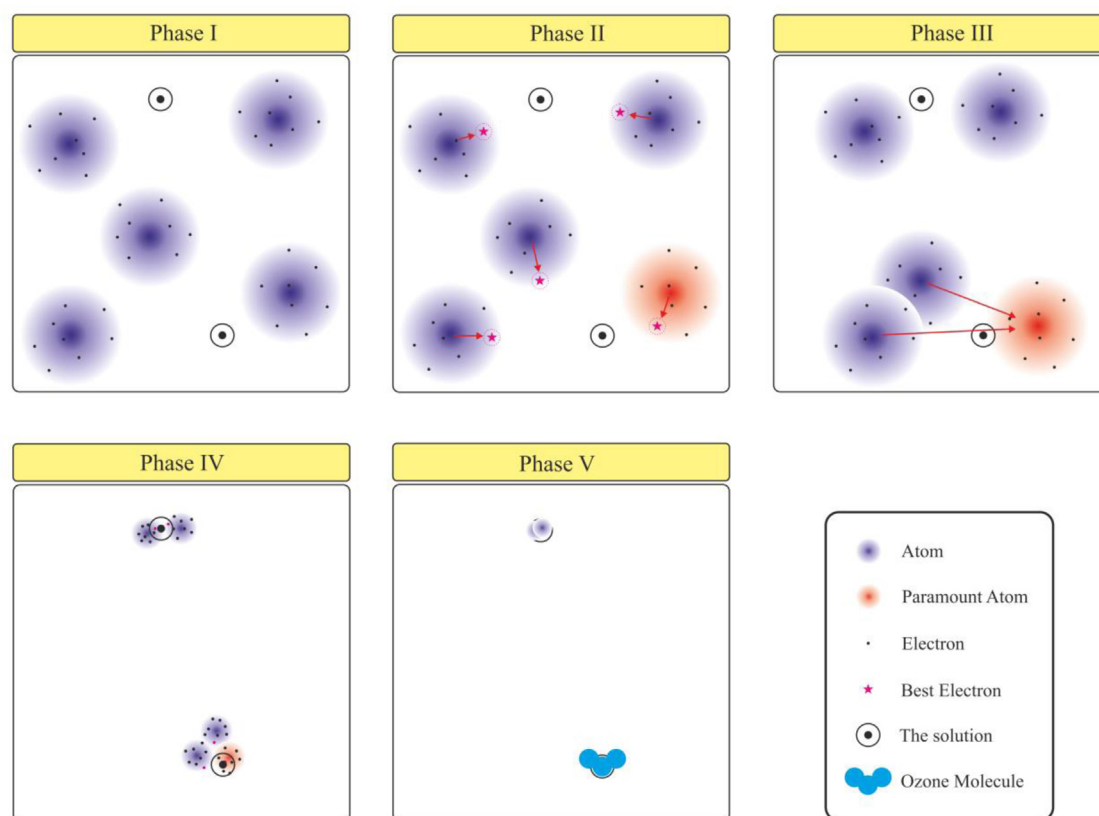 Phase I
Phase II
Phase III
Phase IV
Phase V
Atom
Paramount Atom
Electron
Best Electron
The solution
Ozone Molecule